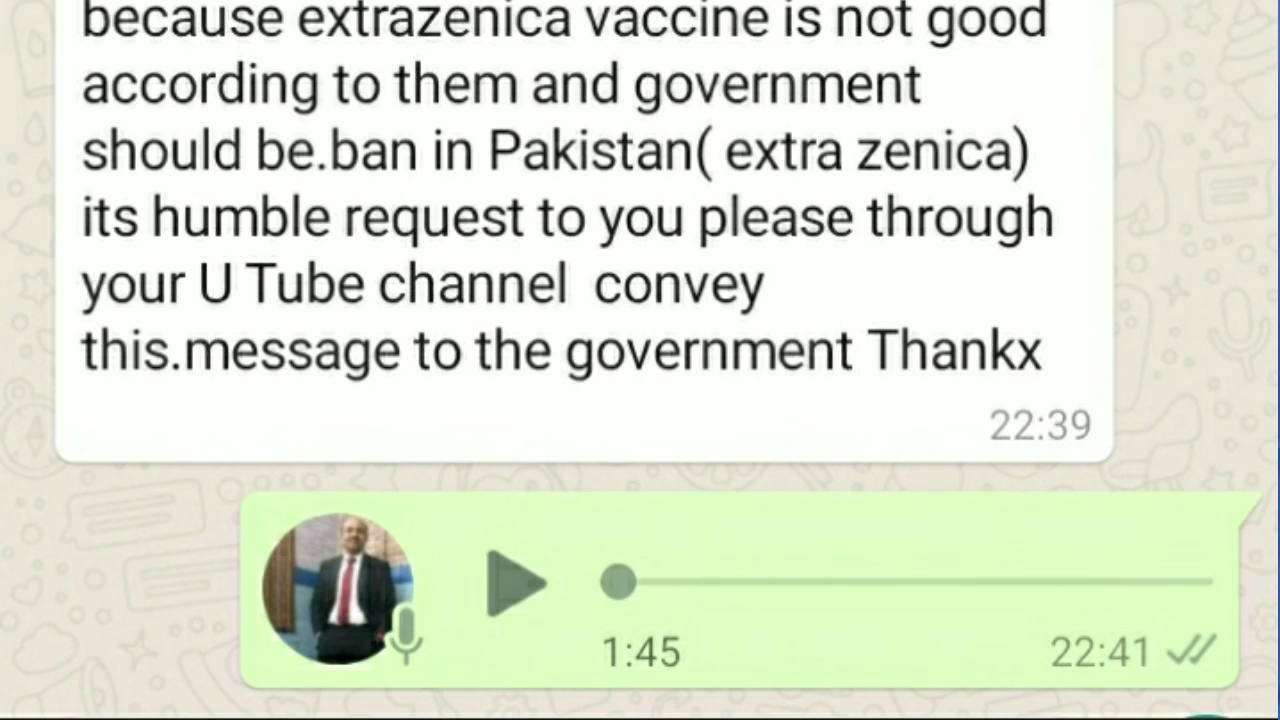 because extrazenica vaccine is not good
according to them and government
should be.ban in Pakistan( extra zenica)
its humble request to you please through
your U Tube channel  convey
this.message to the government Thankx
22:39
1:45
22:41